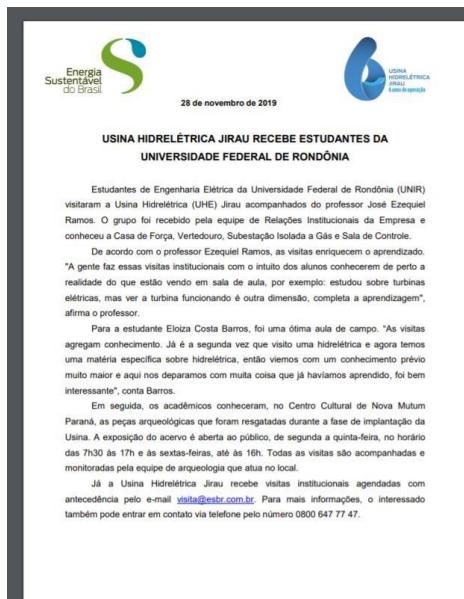 Energia
Sustentável
do Brasil
USINA
HIDRELÉTRICA
JIRAU
6 anos de operação
28 de novembro de 2019
USINA HIDRELÉTRICA JIRAU RECEBE ESTUDANTES DA
UNIVERSIDADE FEDERAL DE RONDÔNIA
Estudantes de Engenharia Elétrica da Universidade Federal de Rondônia (UNIR)
visitaram a Usina Hidrelétrica (UHE) Jirau acompanhados do professor José Ezequiel
Ramos. O grupo foi recebido pela equipe de Relações Institucionais da Empresa e
conheceu a Casa de Força, Vertedouro, Subestação Isolada a Gás e Sala de Controle.
De acordo com o professor Ezequiel Ramos, as visitas enriquecem o aprendizado.
"A gente faz essas visitas institucionais com o intuito dos alunos conhecerem de perto a
realidade do que estão vendo em sala de aula, por exemplo: estudou sobre turbinas
elétricas, mas ver a turbina funcionando é outra dimensão, completa a aprendizagem",
afirma o professor.
Para a estudante Eloiza Costa Barros, foi uma ótima aula de campo. "As visitas
agregam conhecimento. Já é a segunda vez que visito uma hidrelétrica e agora temos
uma matéria específica sobre hidrelétrica, então viemos com um conhecimento prévio
muito maior e aqui nos deparamos com muita coisa que já havíamos aprendido, foi bem
interessante", conta Barros.
Em seguida, os acadêmicos conheceram, no Centro Cultural de Nova Mutum
Paraná, as peças arqueológicas que foram resgatadas durante a fase de implantação da
Usina. A exposição do acervo é aberta ao público, de segunda a quinta-feira, no horário
das 7h30 às 17h e às sextas-feiras, até às 16h. Todas as visitas são acompanhadas e
monitoradas pela equipe de arqueologia que atua no local.
Já a Usina Hidrelétrica Jirau recebe visitas institucionais agendadas com
antecedência pelo e-mail visita@esbr.com.br. Para mais informações, o interessado
também pode entrar em contato via telefone pelo número 0800 647 77 47.